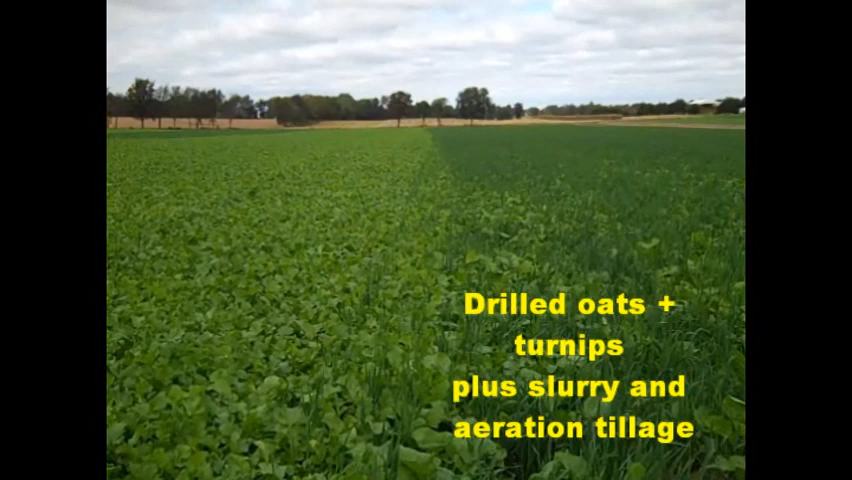 Drilled oats +
turnips
plus slurry and
aeration tillage